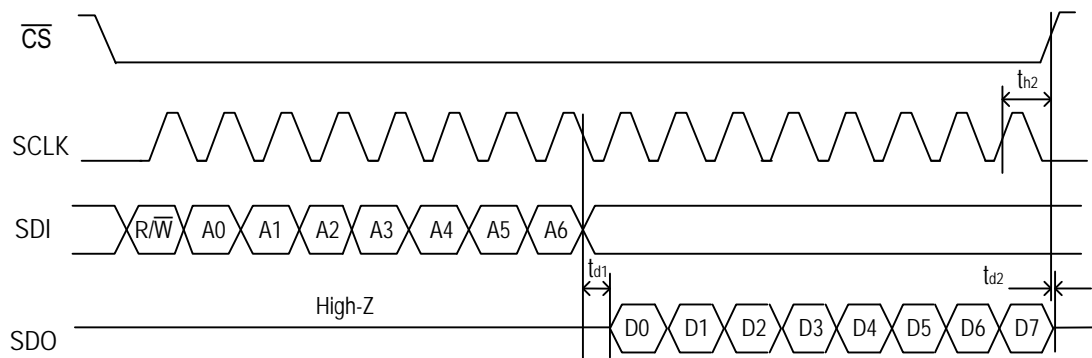 C̅S̅
th2
SCLK
SDI R/W̅ A0 A1 A2 A3 A4 A5 A6
td1 td2
High-Z
SDO D0 D1 D2 D3 D4 D5 D6 D7